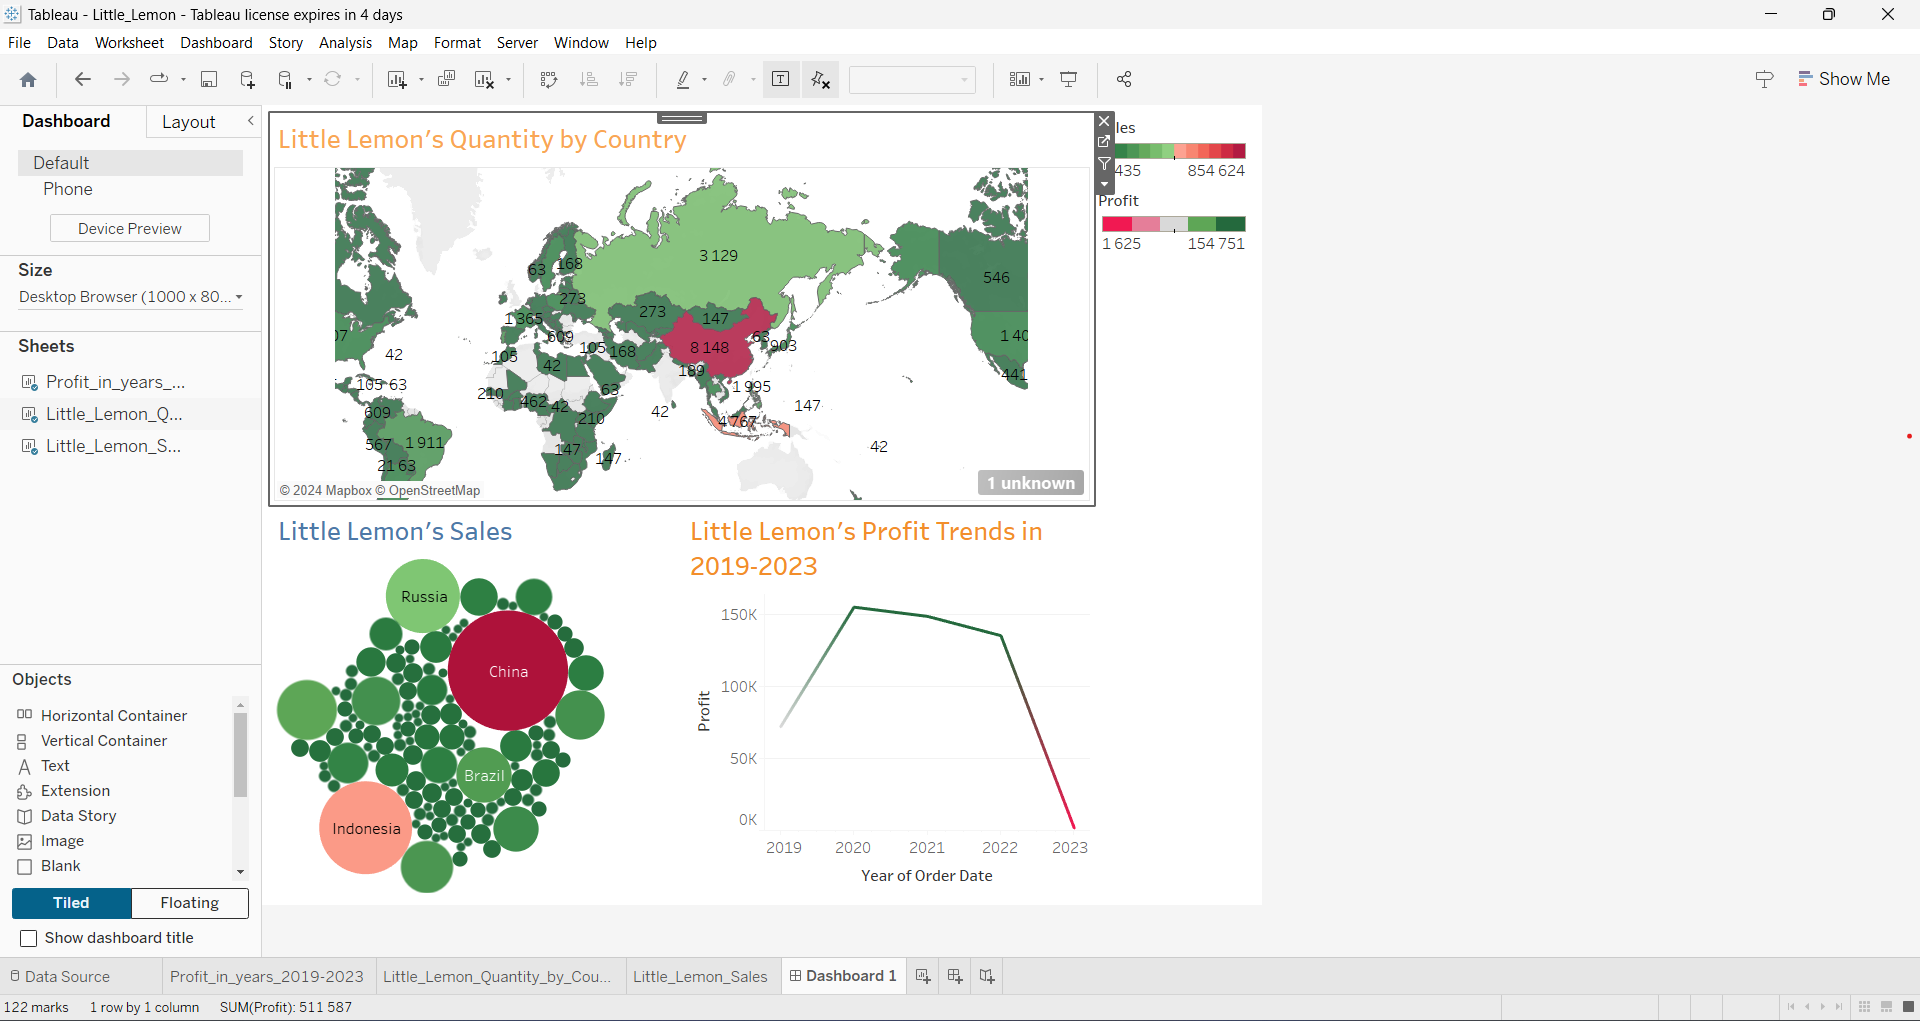 Tableau - Little_Lemon - Tableau license expires in 4 days
File Data Worksheet Dashboard Story Analysis Map Format Server Window Help
Show Me
Dashboard
Layout
Default
Phone
Device Preview
Size
Desktop Browser (1000 x 80...
Sheets
Profit_in_years_...
Little_Lemon_Q...
Little_Lemon_S...
Objects
Horizontal Container
Vertical Container
Text
Extension
Data Story
Image
Blank
Tiled
Floating
Show dashboard title
Little Lemon's Quantity by Country
3 129
63
168
546
273
1 365
273
147
07
609
63
1 40
42
105
105
168
8 148
903
42
189
441
105
63
210
462
42
63
1 995
609
210
42
4 767
147
567
1 911
147
42
21
63
147
© 2024 Mapbox © OpenStreetMap
1 unknown
les
435
854 624
Profit
1 625
154 751
Little Lemon's Sales
Russia
China
Brazil
Indonesia
Little Lemon's Profit Trends in
2019-2023
150K
100K
50K
0K
Profit
2019 2020 2021 2022 2023
Year of Order Date
Data Source
Profit_in_years_2019-2023
Little_Lemon_Quantity_by_Cou...
Little_Lemon_Sales
Dashboard 1
122 marks
1 row by 1 column
SUM(Profit): 511 587